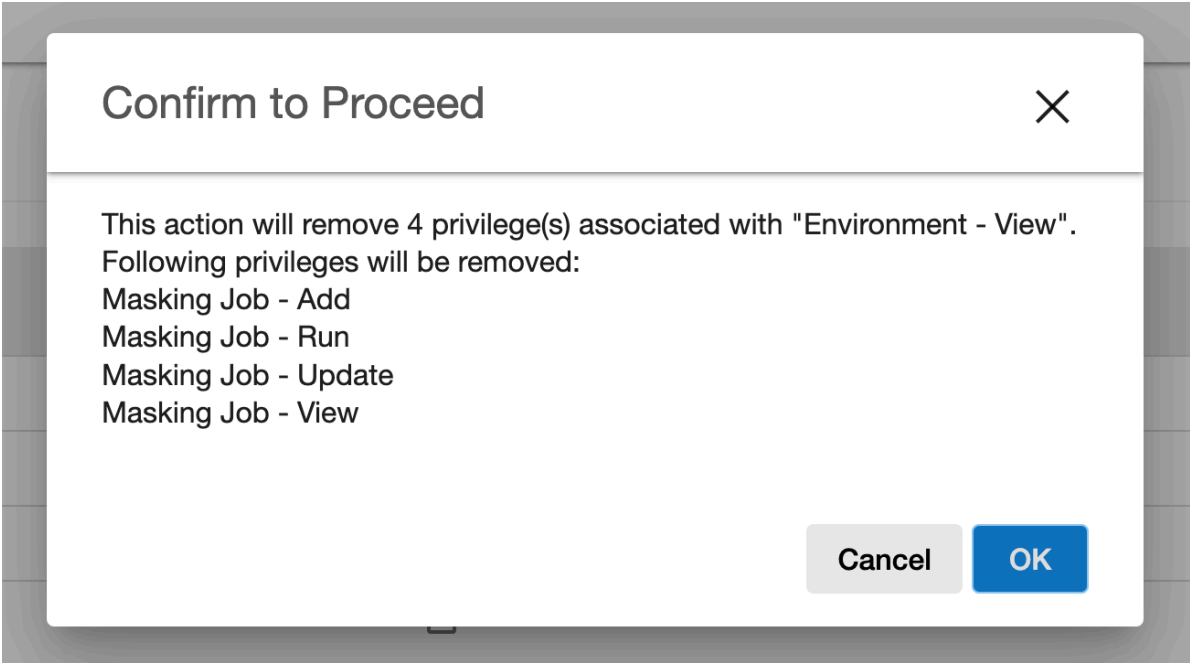 Confirm to Proceed
This action will remove 4 privilege(s) associated with "Environment - View".
Following privileges will be removed:
Masking Job - Add
Masking Job - Run
Masking Job - Update
Masking Job - View
Cancel
OK